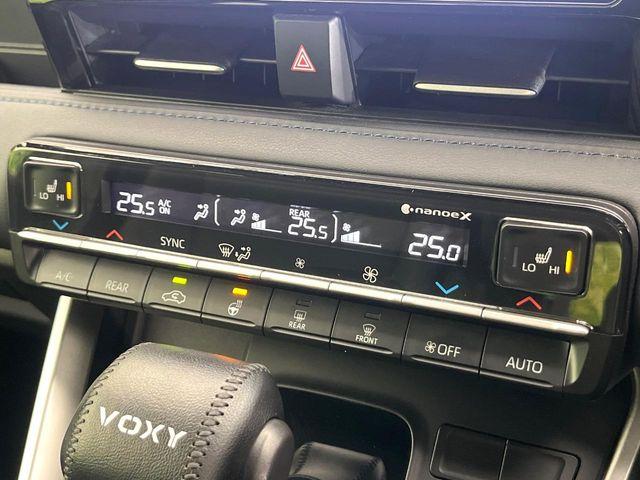 LO HI
25.5 A/C ON
REAR 25.5
nanoeX
25.0
LO HI
SYNC
A/C
REAR
REAR
FRONT
OFF
AUTO
VOXY